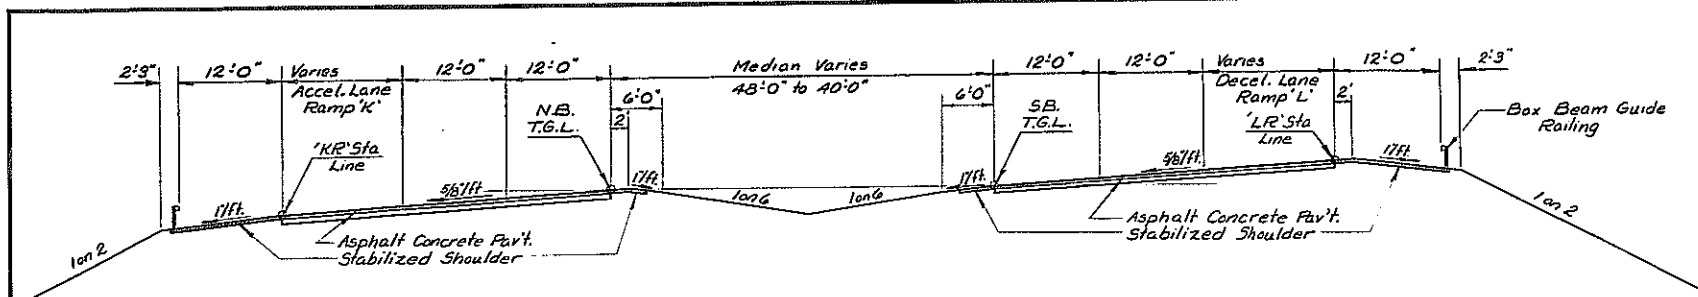 2'-3" 12'-0" Varies 12'-0" 12'-0" Median Varies 12'-0" 12'-0" Varies 12'-0" 2'-3"
Accel. Lane 48'-0" to 40'-0" Decel. Lane
Ramp 'K' 6'-0" 6'-0" Ramp 'L' 2'
N.B. 2' S.B.
T.G.L. T.G.L.
Box Beam Guide
Railing
'KR' Sta
Line
'LR' Sta
Line
1"/ft. 5/8"/ft. 1"/ft. 1"/ft. 5/8"/ft. 1"/ft.
1 on 6 1 on 6
1 on 2 1 on 2
Asphalt Concrete Pav't.
Stabilized Shoulder
Asphalt Concrete Pav't.
Stabilized Shoulder